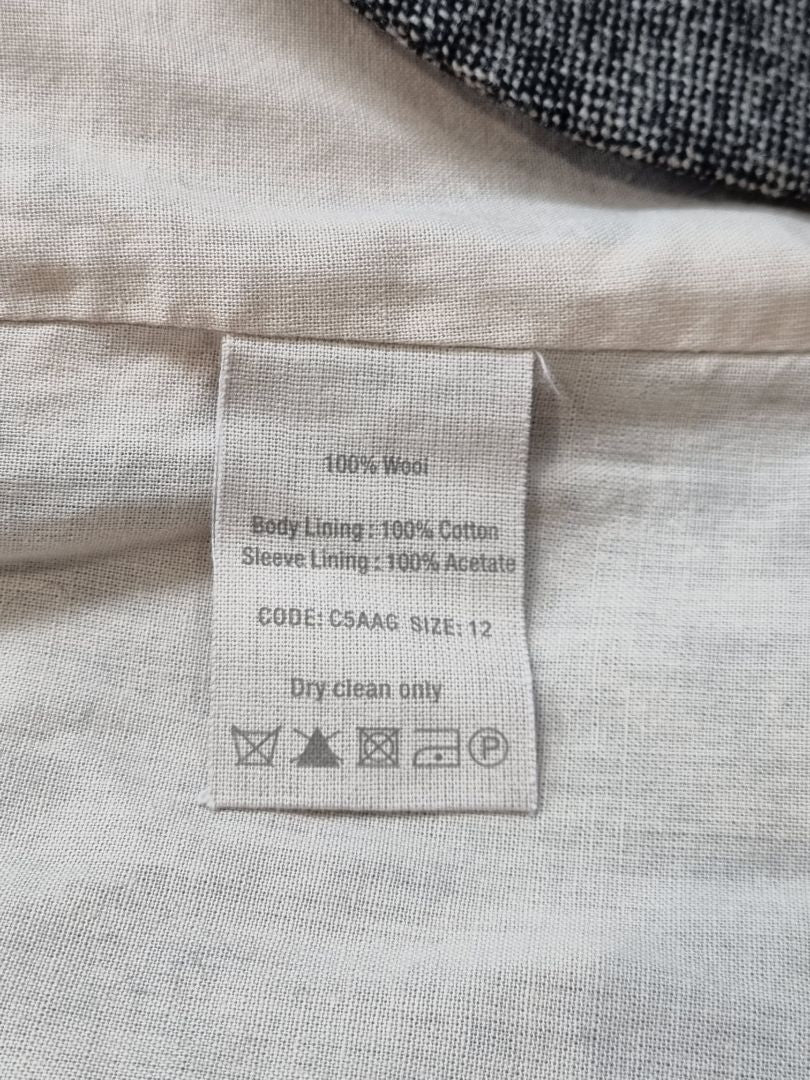 100% Wool
Body Lining : 100% Cotton
Sleeve Lining : 100% Acetate
CODE: C5AAG SIZE: 12
Dry clean only
P